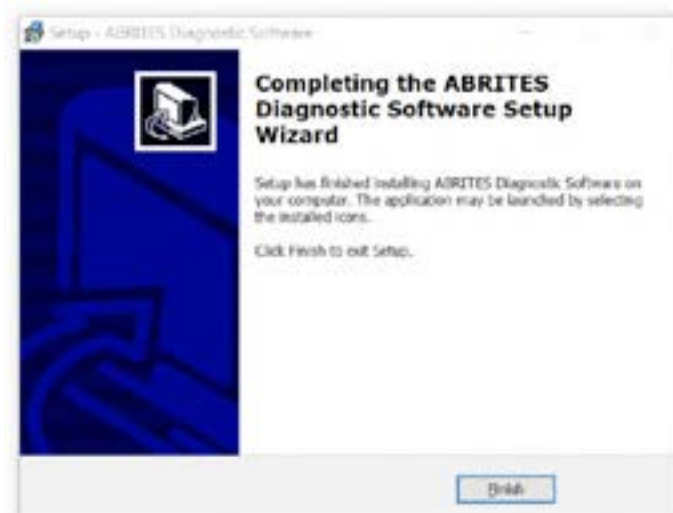 Setup - ABRITES Diagnostic Software
Completing the ABRITES
Diagnostic Software Setup
Wizard
Setup has finished installing ABRITES Diagnostic Software on
your computer. The application may be launched by selecting
the installed icons.
Click Finish to exit Setup.
Finish